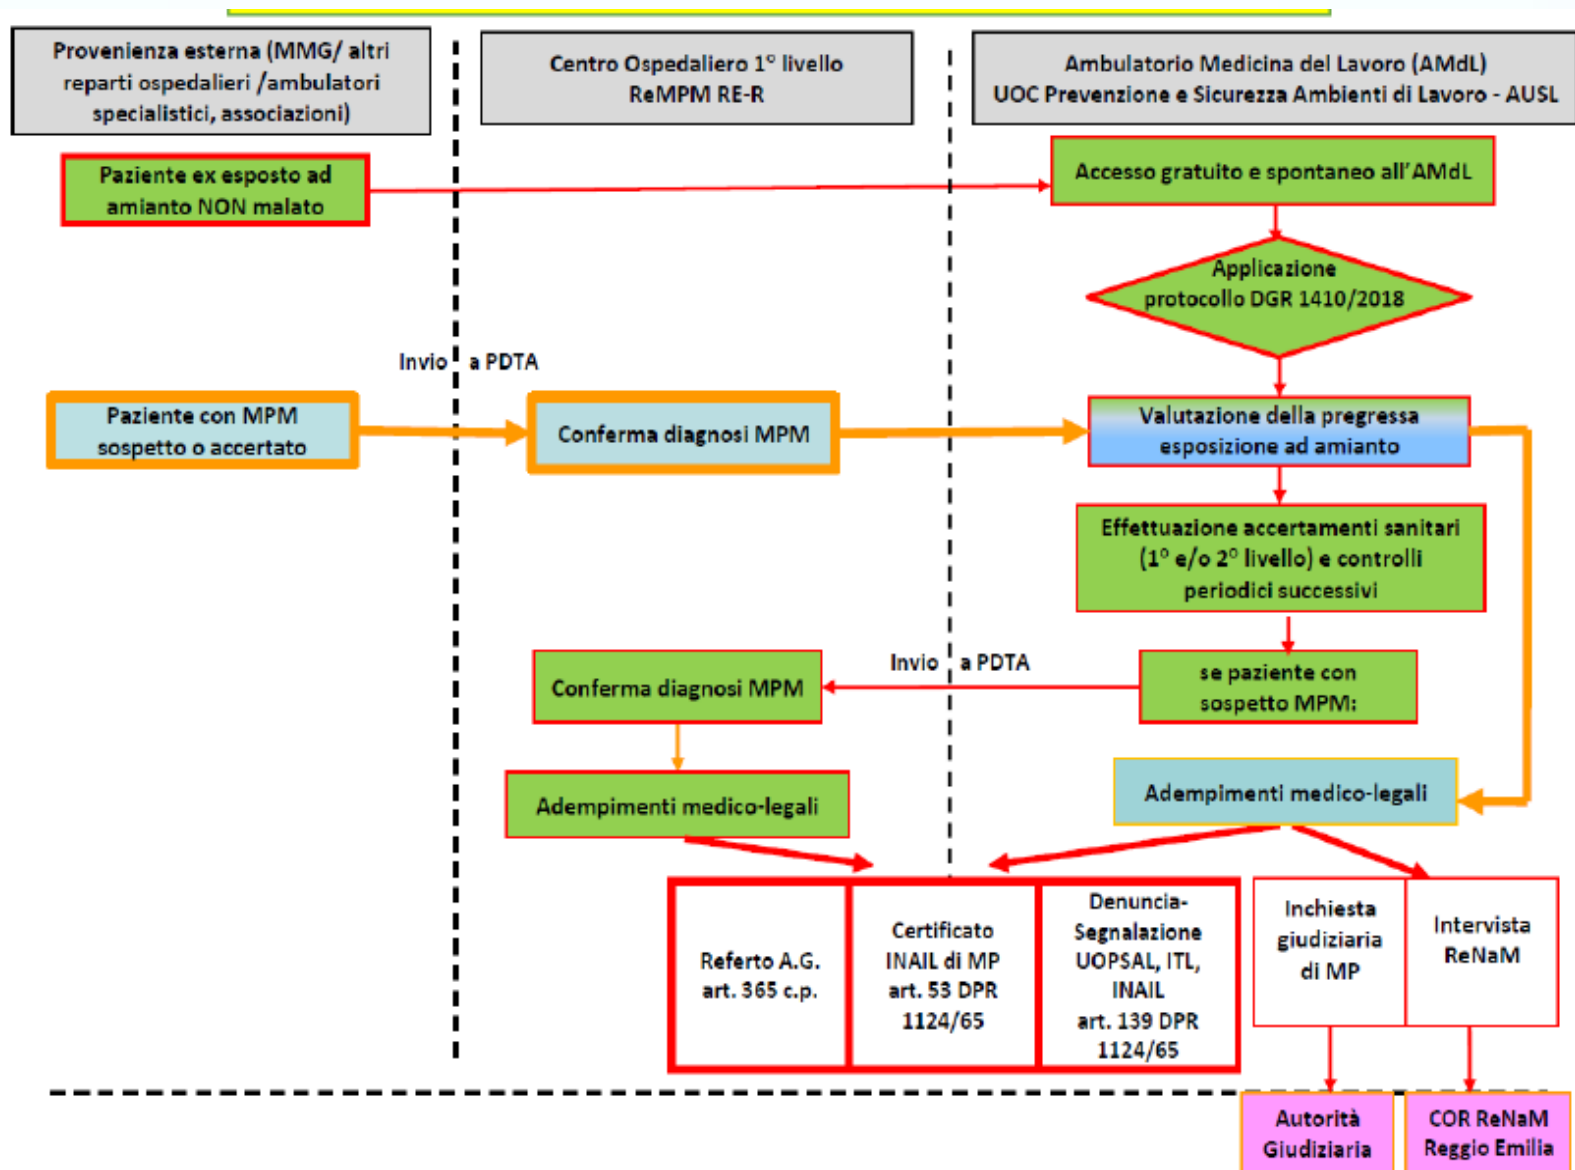 Provenienza esterna (MMG/ altri
reparti ospedalieri /ambulatori
specialistici, associazioni)
Centro Ospedaliero 1° livello
ReMPM RE-R
Ambulatorio Medicina del Lavoro (AMdL)
UOC Prevenzione e Sicurezza Ambienti di Lavoro - AUSL
Paziente ex esposto ad
amianto NON malato
Accesso gratuito e spontaneo all'AMdL
Applicazione
protocollo DGR 1410/2018
Invio a PDTA
Paziente con MPM
sospetto o accertato
Conferma diagnosi MPM
Valutazione della pregressa
esposizione ad amianto
Effettuazione accertamenti sanitari
(1° e/o 2° livello) e controlli
periodici successivi
Invio a PDTA
se paziente con
sospetto MPM:
Conferma diagnosi MPM
Adempimenti medico-legali
Adempimenti medico-legali
Referto A.G.
art. 365 c.p.
Certificato
INAIL di MP
art. 53 DPR
1124/65
Denuncia-
Segnalazione
UOPSAL, ITL,
INAIL
art. 139 DPR
1124/65
Inchiesta
giudiziaria
di MP
Intervista
ReNaM
Autorità
Giudiziaria
COR ReNaM
Reggio Emilia